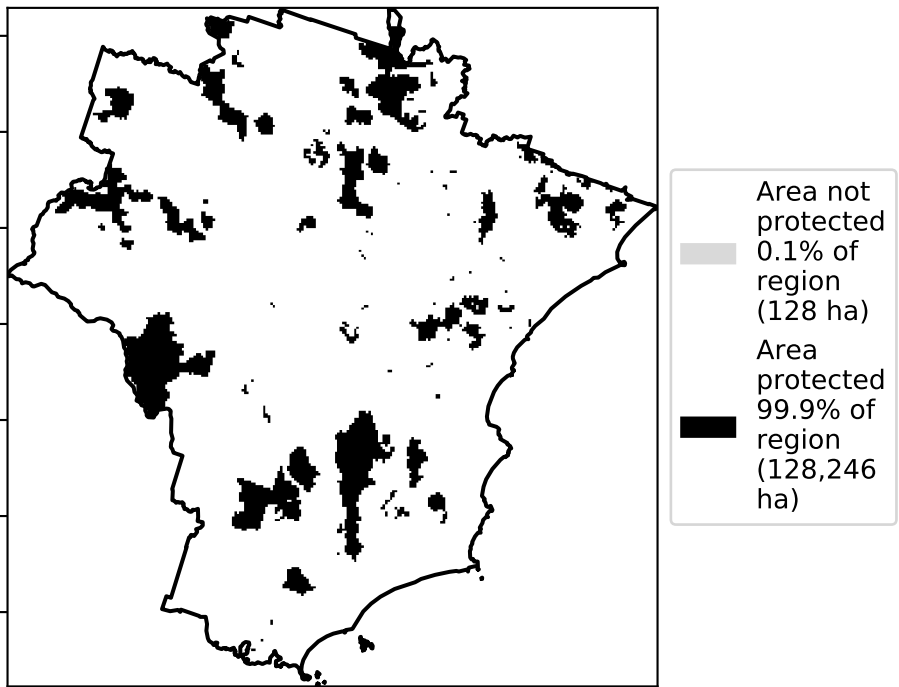 Area not
protected
0.1% of
region
(128 ha)
Area
protected
99.9% of
region
(128,246
ha)